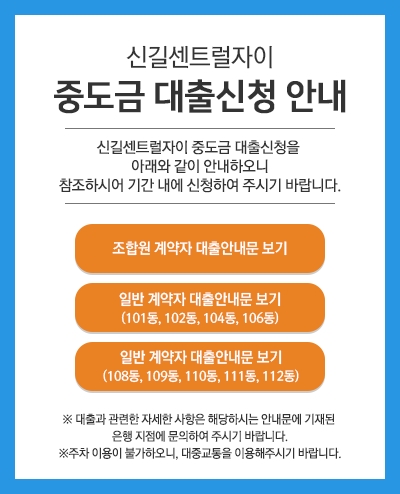 신길센트럴자이
중도금 대출신청 안내
신길센트럴자이 중도금 대출신청을
아래와 같이 안내하오니
참조하시어 기간 내에 신청하여 주시기 바랍니다.
조합원 계약자 대출안내문 보기
일반 계약자 대출안내문 보기
(101동, 102동, 104동, 106동)
일반 계약자 대출안내문 보기
(108동, 109동, 110동, 111동, 112동)
※ 대출과 관련한 자세한 사항은 해당하시는 안내문에 기재된
은행 지점에 문의하여 주시기 바랍니다.
※주차 이용이 불가하오니, 대중교통을 이용해주시기 바랍니다.